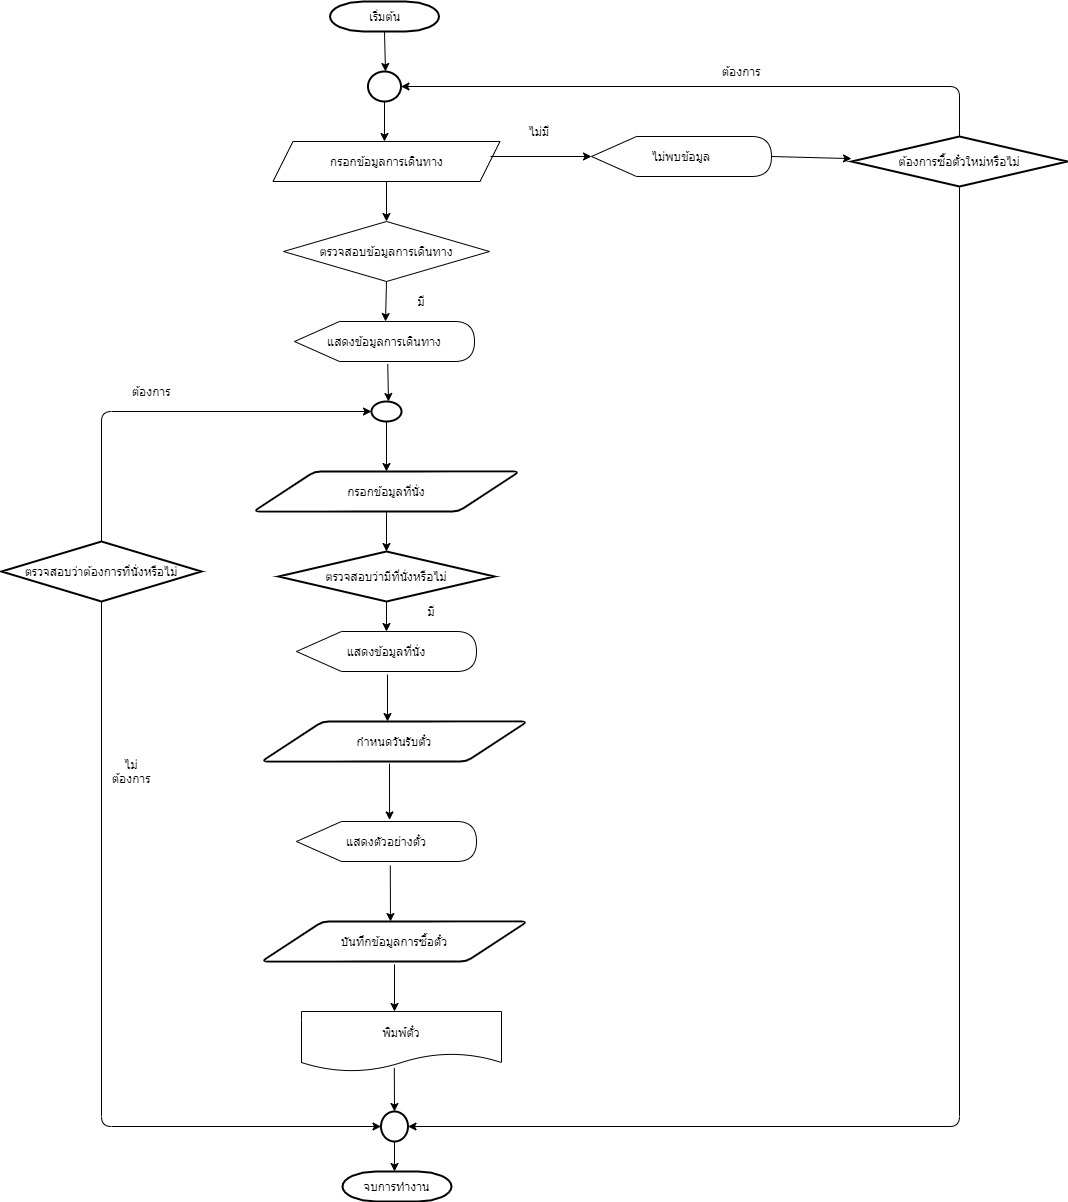 เริ่มต้น
ต้องการ
ไม่มี
กรอกข้อมูลการเดินทาง
ไม่พบข้อมูล
ต้องการซื้อตั๋วใหม่หรือไม่
ตรวจสอบข้อมูลการเดินทาง
มี
แสดงข้อมูลการเดินทาง
ต้องการ
กรอกข้อมูลที่นั่ง
ตรวจสอบว่าต้องการที่นั่งหรือไม่
ตรวจสอบว่ามีที่นั่งหรือไม่
มี
แสดงข้อมูลที่นั่ง
กำหนดวันรับตั๋ว
ไม่
ต้องการ
แสดงตัวอย่างตั๋ว
บันทึกข้อมูลการซื้อตั๋ว
พิมพ์ตั๋ว
จบการทำงาน